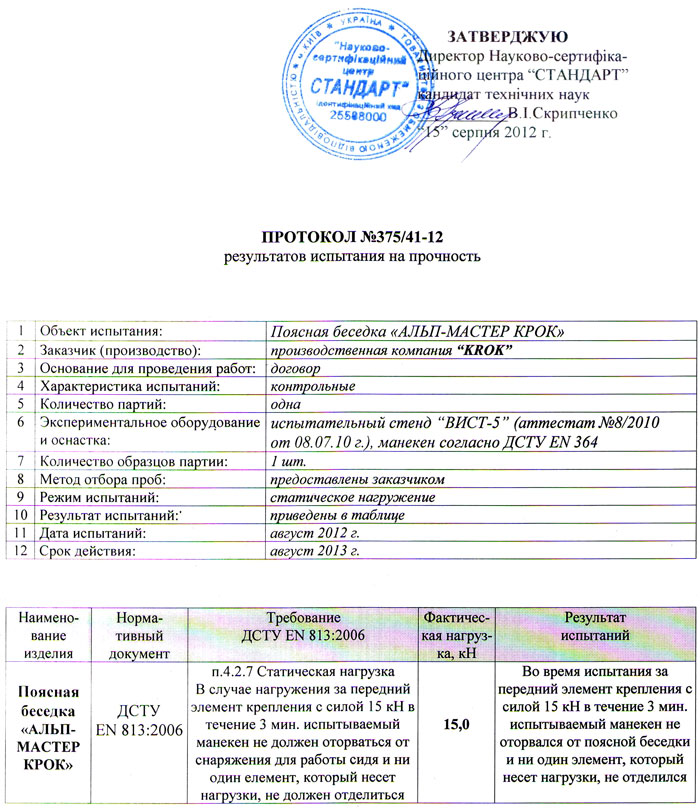 ЗАТВЕРДЖУЮ
Директор Науково-сертифіка-
ційного центра “СТАНДАРТ”
кандидат технічних наук
В.І.Скрипченко
“15” серпня 2012 г.
КИЇВ * УКРАЇНА *
"Науково-
сертифікаційний
центр
СТАНДАРТ"
ідентифікаційний код
25588000
ПРОТОКОЛ №375/41-12
результатов испытания на прочность
1 Объект испытания: Поясная беседка «АЛЬП-МАСТЕР КРОК»
2 Заказчик (производство): производственная компания “KROK”
3 Основание для проведения работ: договор
4 Характеристика испытаний: контрольные
5 Количество партий: одна
6 Экспериментальное оборудование испытательный стенд “ВИСТ-5” (аттестат №8/2010
и оснастка: от 08.07.10 г.), манекен согласно ДСТУ EN 364
7 Количество образцов партии: 1 шт.
8 Метод отбора проб: предоставлены заказчиком
9 Режим испытаний: статическое нагружение
10 Результат испытаний: приведены в таблице
11 Дата испытаний: август 2012 г.
12 Срок действия: август 2013 г.
Наимено-
вание
изделия
Норма-
тивный
документ
Требование
ДСТУ EN 813:2006
Фактичес-
кая нагруз-
ка, кН
Результат
испытаний
Поясная
беседка
«АЛЬП-
МАСТЕР
КРОК»
ДСТУ
EN 813:2006
п.4.2.7 Статическая нагрузка
В случае нагружения за передний
элемент крепления с силой 15 кН в
течение 3 мин. испытываемый
манекен не должен оторваться от
снаряжения для работы сидя и ни
один елемент, который несет
нагрузки, не должен отделиться
15,0
Во время испытания за
передний элемент крепления с
силой 15 кН в течение 3 мин.
испытываемый манекен не
оторвался от поясной беседки
и ни один элемент, который
несет нагрузки, не отделился